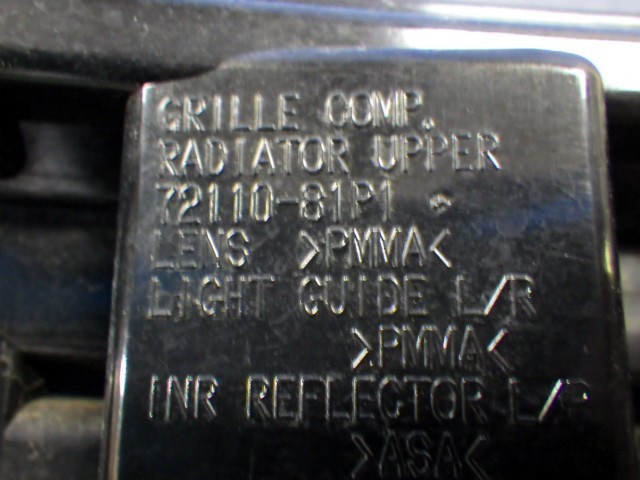 GRILLE COMP.
RADIATOR UPPER
72110-81P1
LENS >PMMA<
LIGHT GUIDE L/R
>PMMA<
INR REFLECTOR L/R
>ASA<